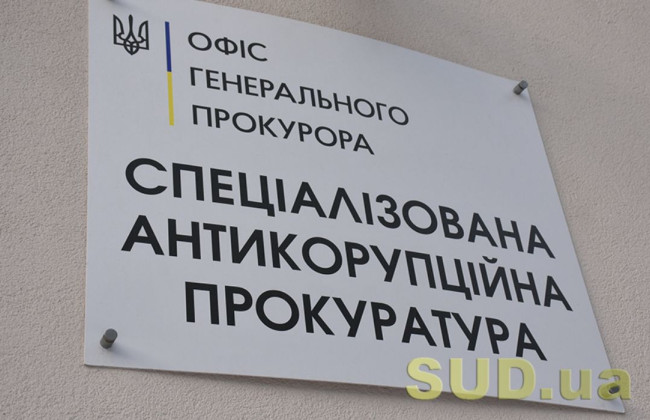 ОФІС
ГЕНЕРАЛЬНОГО
ПРОКУРОРА
СПЕЦІАЛІЗОВАНА
АНТИКОРУПЦІЙНА
ПРОКУРАТУРА
SUD.ua